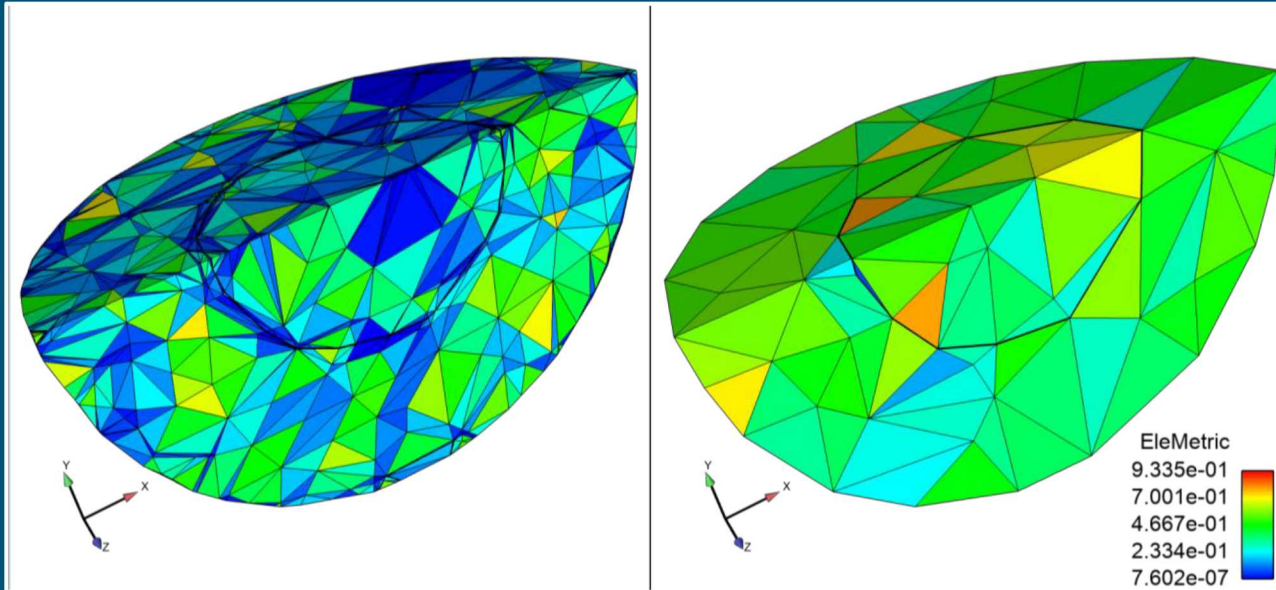 Y
X
Z
Y
X
Z
EleMetric
9.335e-01
7.001e-01
4.667e-01
2.334e-01
7.602e-07